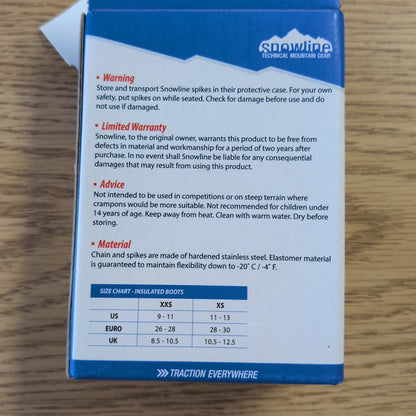 snowline
TECHNICAL MOUNTAIN GEAR
• Warning
Store and transport Snowline spikes in their protective case. For your own
safety, put spikes on while seated. Check for damage before use and do
not use if damaged.
• Limited Warranty
Snowline, to the original owner, warrants this product to be free from
defects in material and workmanship for a period of two years after
purchase. In no event shall Snowline be liable for any consequential
damages that may result from using this product.
• Advice
Not intended to be used in competitions or on steep terrain where
crampons would be more suitable. Not recommended for children under
14 years of age. Keep away from heat. Clean with warm water. Dry before
storing.
• Material
Chain and spikes are made of hardened stainless steel. Elastomer material
is guaranteed to maintain flexibility down to -20° C / -4° F.
SIZE CHART - INSULATED BOOTS
XXS XS
US 9 - 11 11 - 13
EURO 26 - 28 28 - 30
UK 8.5 - 10.5 10.5 - 12.5
>>> TRACTION EVERYWHERE